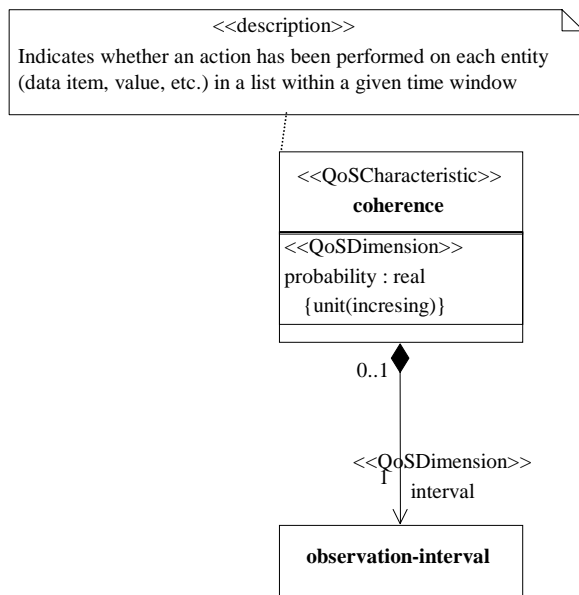 <<description>>
Indicates whether an action has been performed on each entity
(data item, value, etc.) in a list within a given time window
<<QoSCharacteristic>>
coherence
<<QoSDimension>>
probability : real
{unit(incresing)}
0..1
<<QoSDimension>>
1
interval
observation-interval